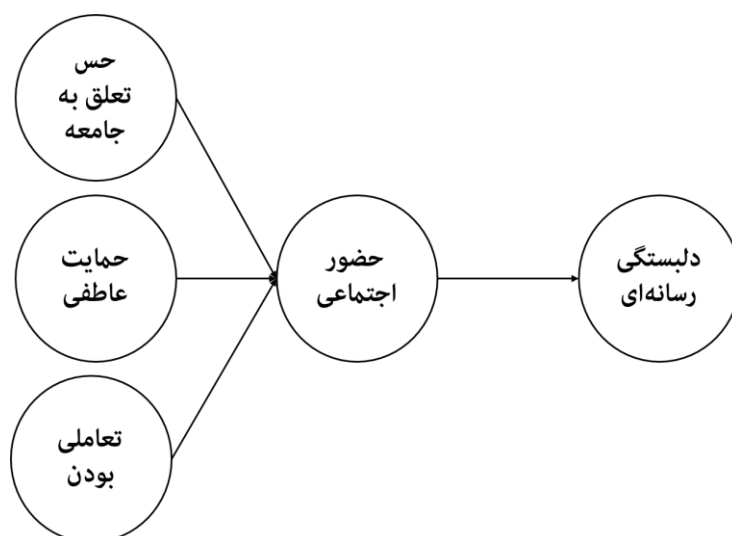 حس
تعلق به
جامعه
حمایت
عاطفی
تعاملی
بودن
حضور
اجتماعی
دلبستگی
رسانه‌ای